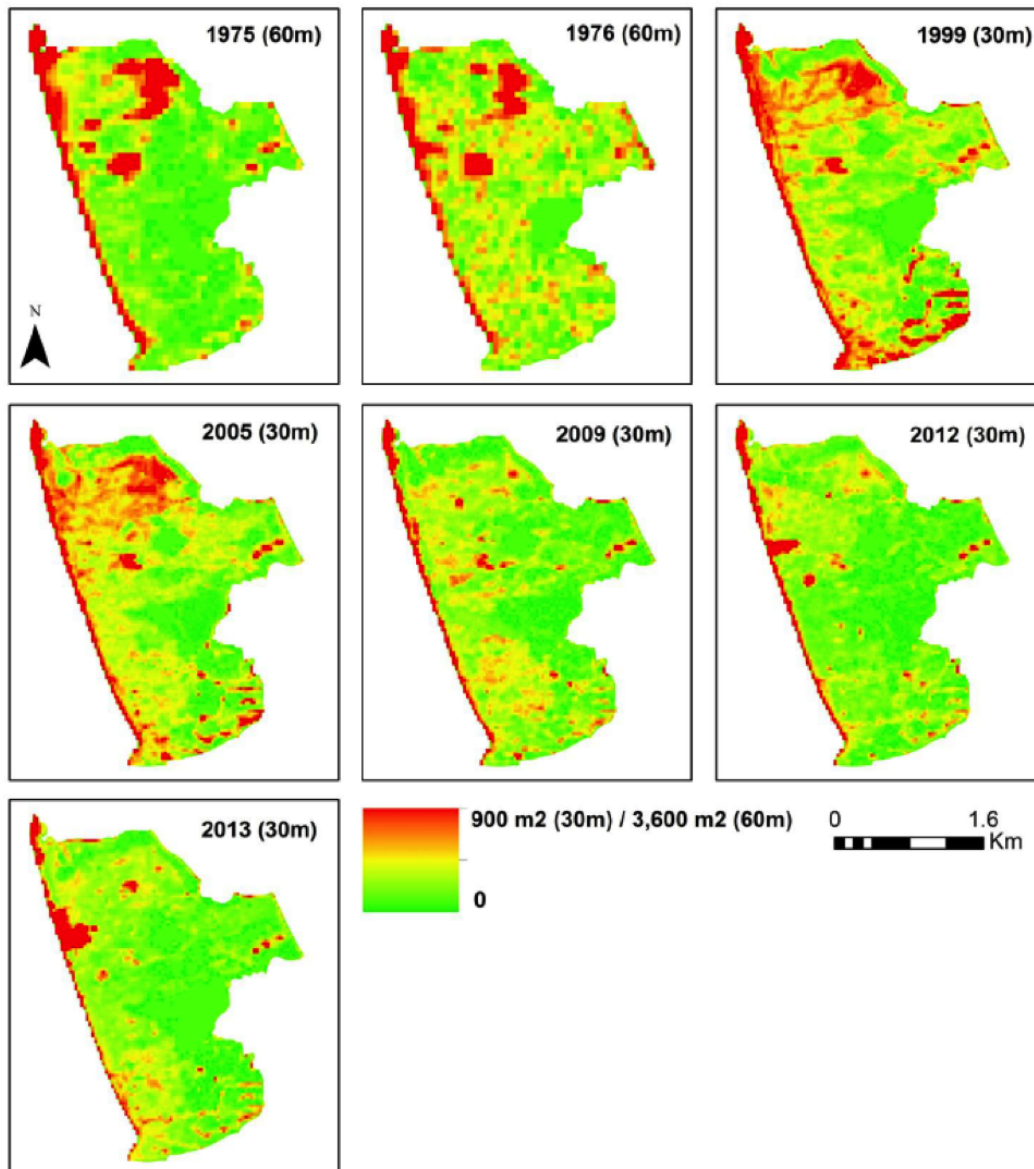 1975 (60m)
1976 (60m)
1999 (30m)
N
2005 (30m)
2009 (30m)
2012 (30m)
2013 (30m)
900 m2 (30m) / 3,600 m2 (60m)
0
0 1.6
Km